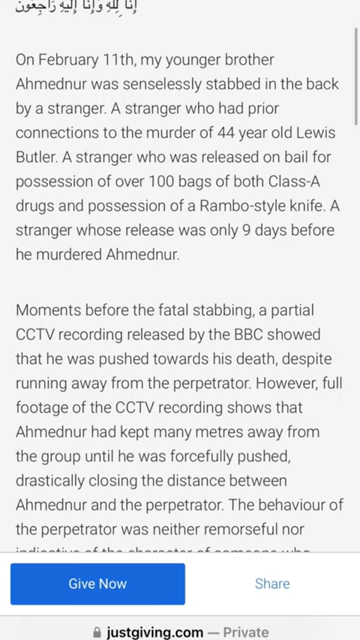 إِنَّا لِلَّهِ وَإِنَّا إِلَيْهِ رَاجِعُونَ
On February 11th, my younger brother
Ahmednur was senselessly stabbed in the back
by a stranger. A stranger who had prior
connections to the murder of 44 year old Lewis
Butler. A stranger who was released on bail for
possession of over 100 bags of both Class-A
drugs and possession of a Rambo-style knife. A
stranger whose release was only 9 days before
he murdered Ahmednur.
Moments before the fatal stabbing, a partial
CCTV recording released by the BBC showed
that he was pushed towards his death, despite
running away from the perpetrator. However, full
footage of the CCTV recording shows that
Ahmednur had kept many metres away from
the group until he was forcefully pushed,
drastically closing the distance between
Ahmednur and the perpetrator. The behaviour of
the perpetrator was neither remorseful nor
indicative of the character of someone who
Give Now
Share
justgiving.com — Private